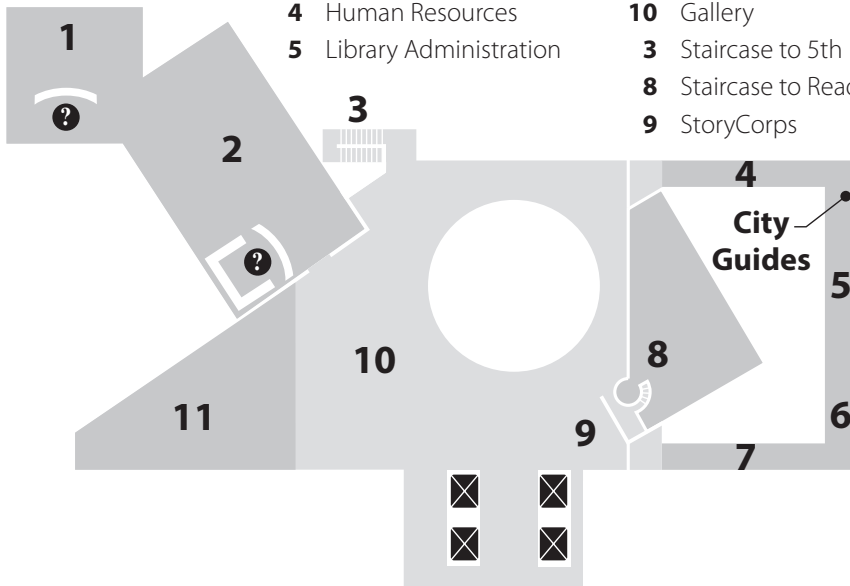 4 Human Resources
5 Library Administration
10 Gallery
3 Staircase to 5th
8 Staircase to
9 StoryCorps
1
?
2
?
3
4
City
Guides
5
6
7
8
9
10
11